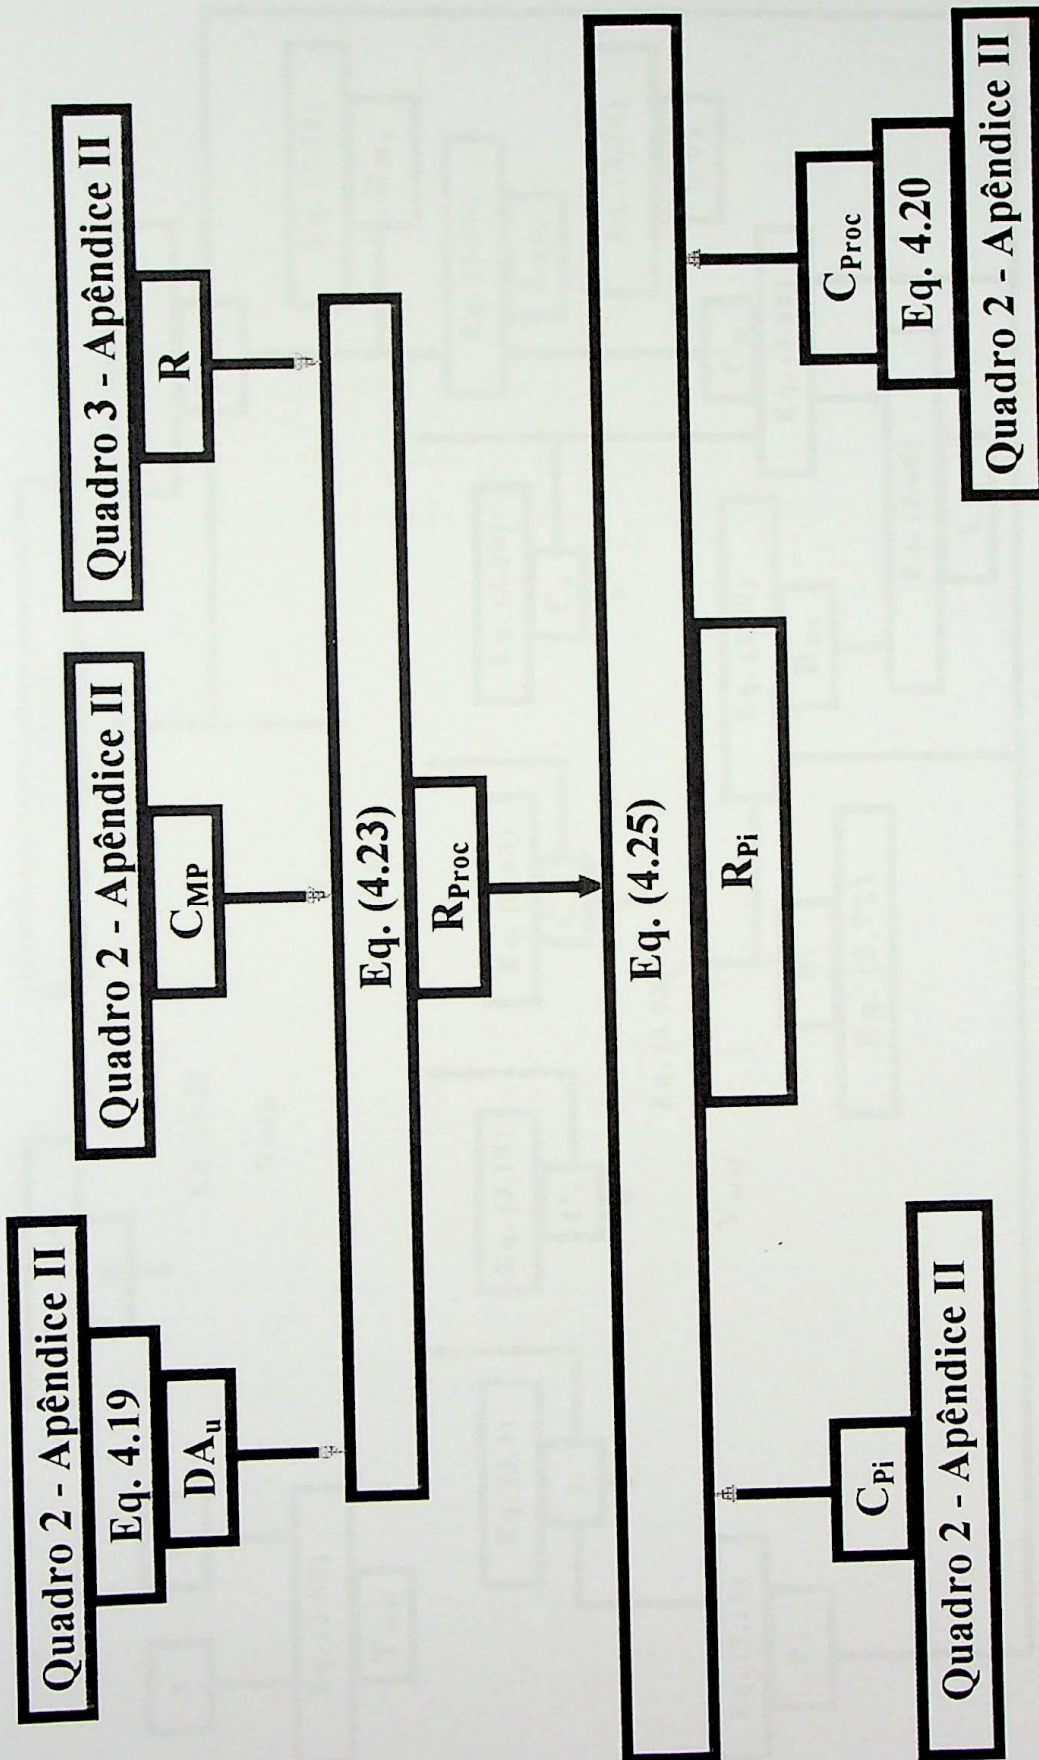 Quadro 2 - Apêndice II
Eq. 4.19
DAu
Quadro 2 - Apêndice II
CMP
Quadro 3 - Apêndice II
R
Eq. (4.23)
RProc
Eq. (4.25)
RPi
CPi
Quadro 2 - Apêndice II
CProc
Eq. 4.20
Quadro 2 - Apêndice II